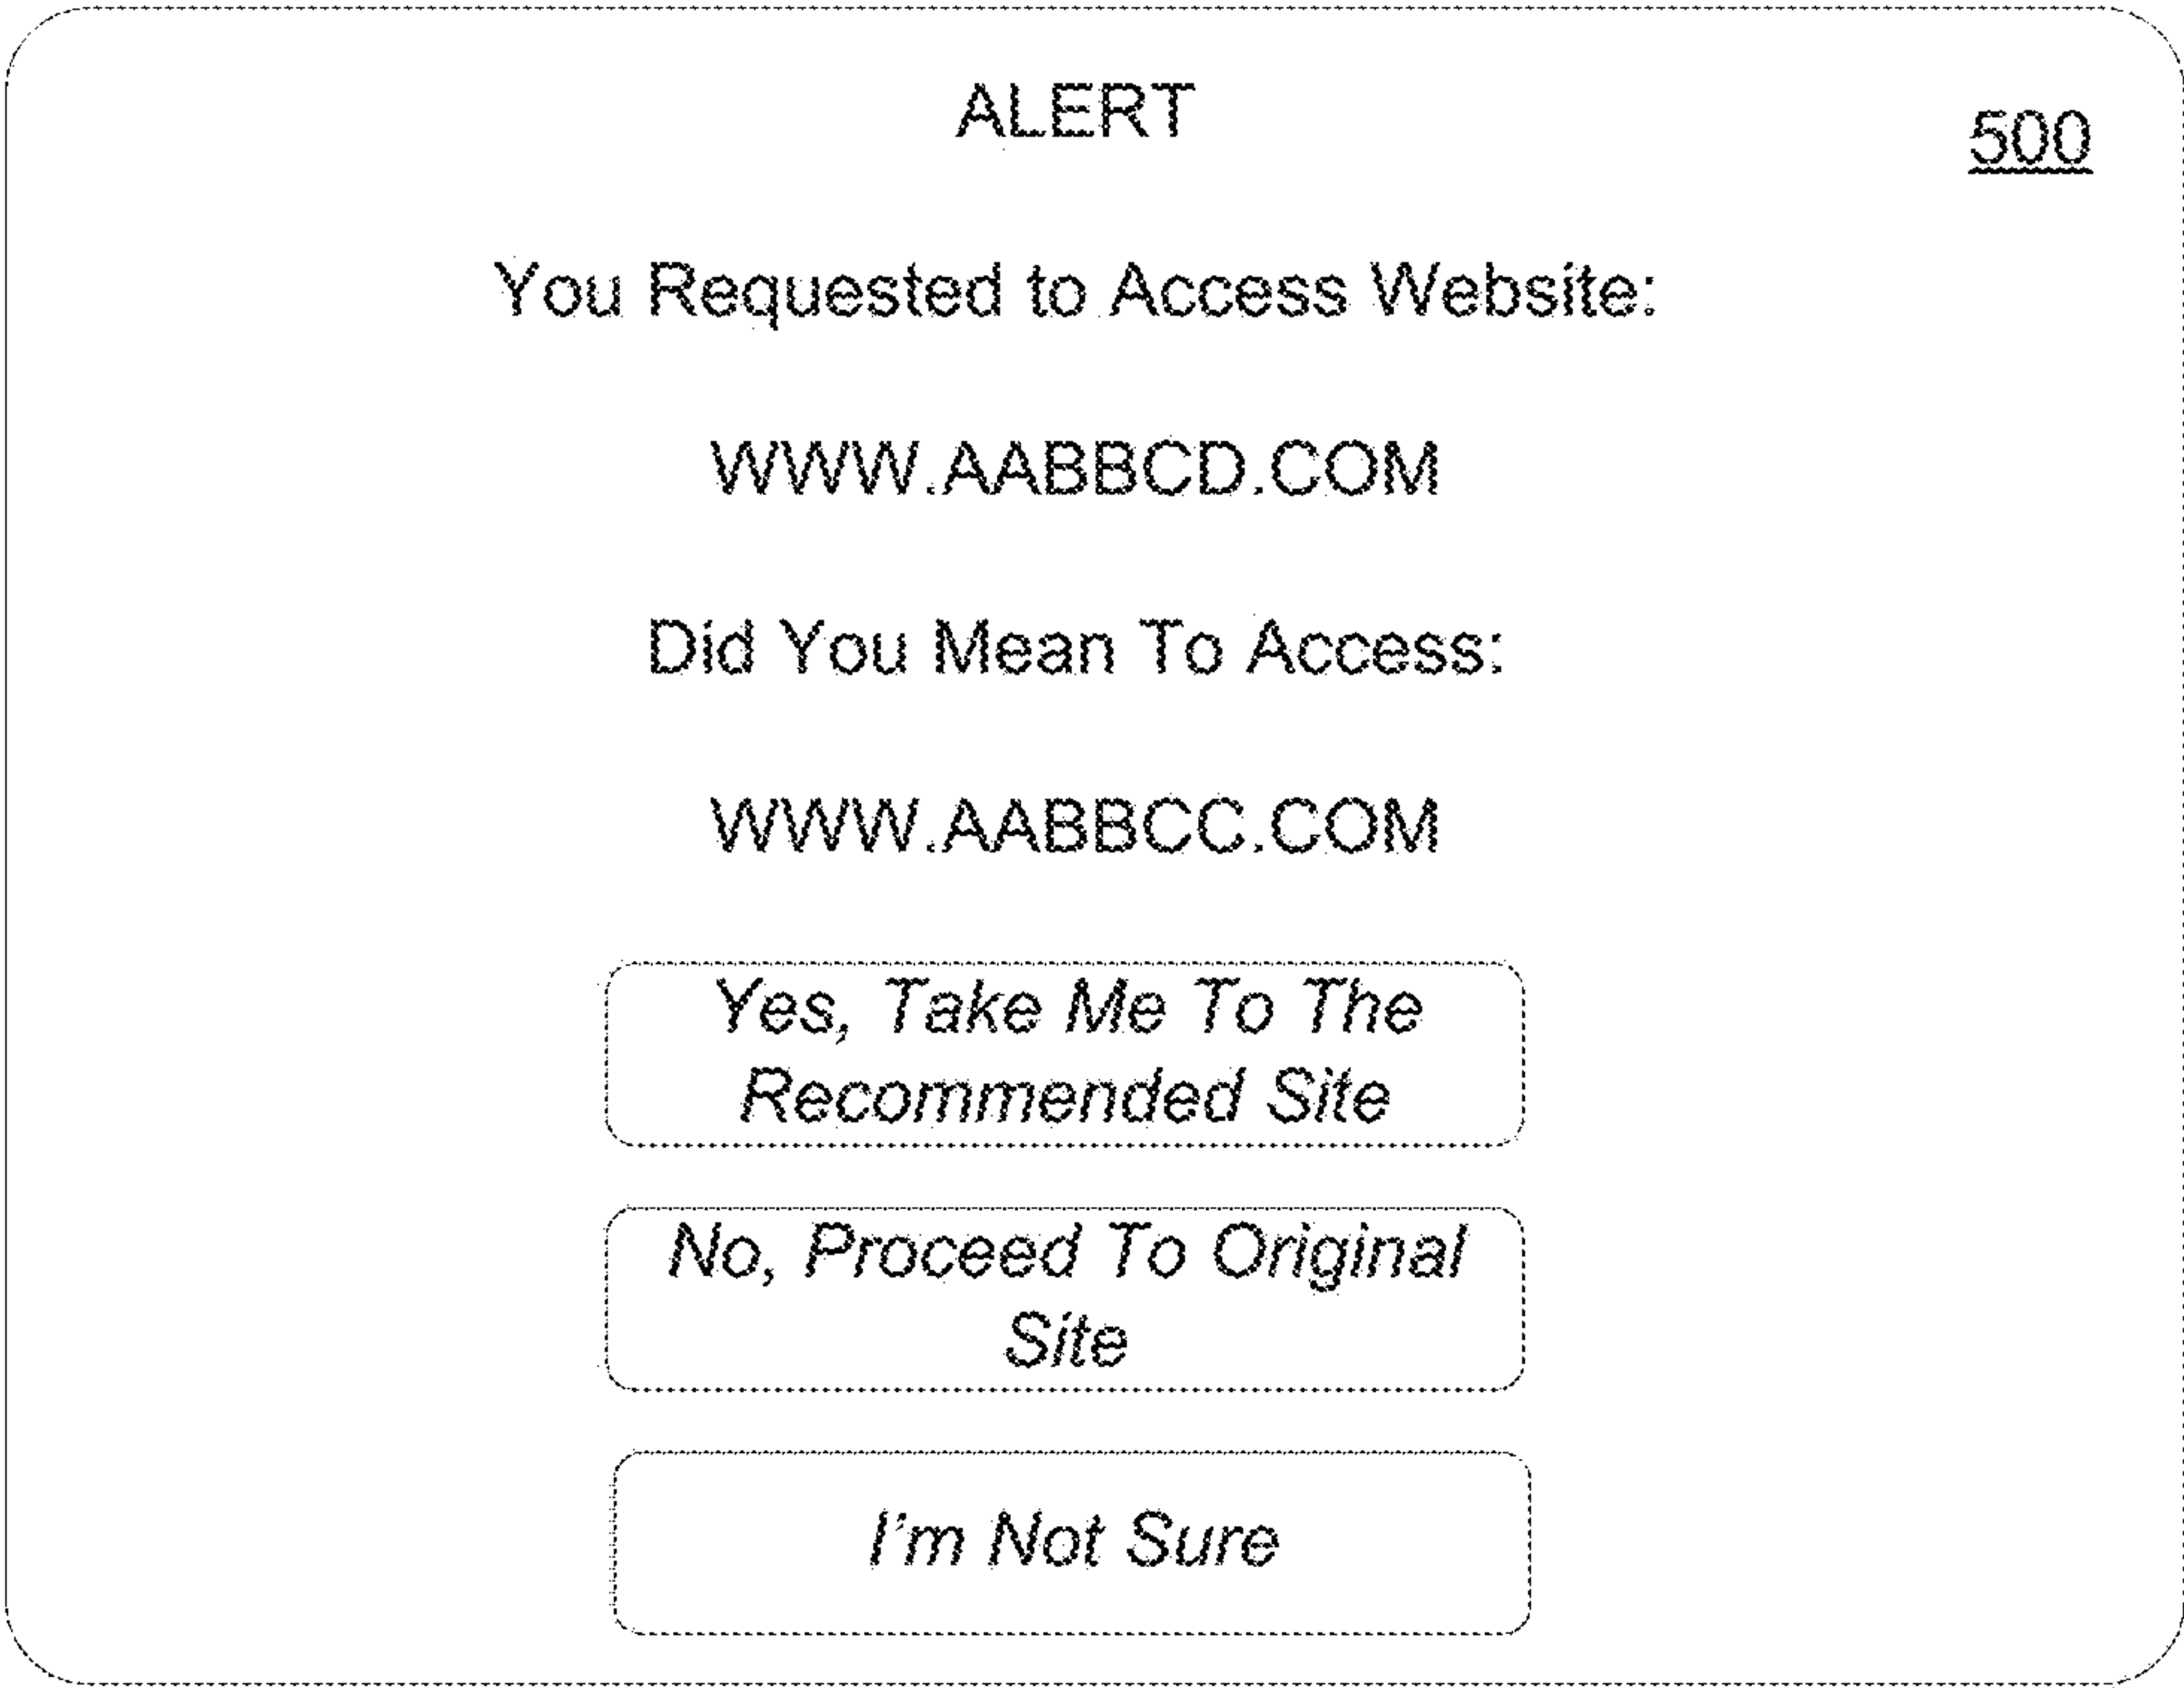 ALERT
500
You Requested to Access Website:
WWW.AABBCD.COM
Did You Mean To Access:
WWW.AABBCC.COM
Yes, Take Me To The
Recommended Site
No, Proceed To Original
Site
I'm Not Sure